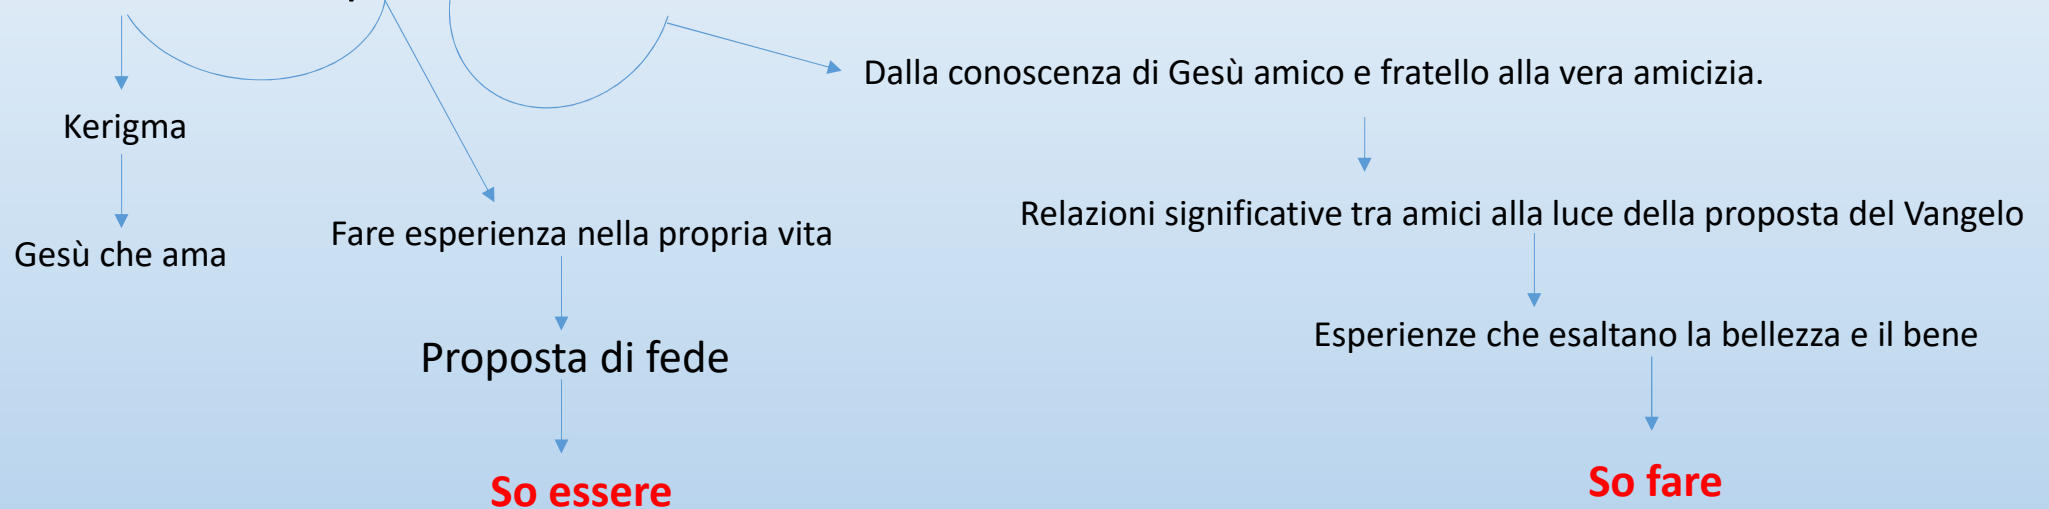 Dalla conoscenza di Gesù amico e fratello alla vera amicizia.
Kerigma
Relazioni significative tra amici alla luce della proposta del Vangelo
Fare esperienza nella propria vita
Gesù che ama
Esperienze che esaltano la bellezza e il bene
Proposta di fede
So fare
So essere